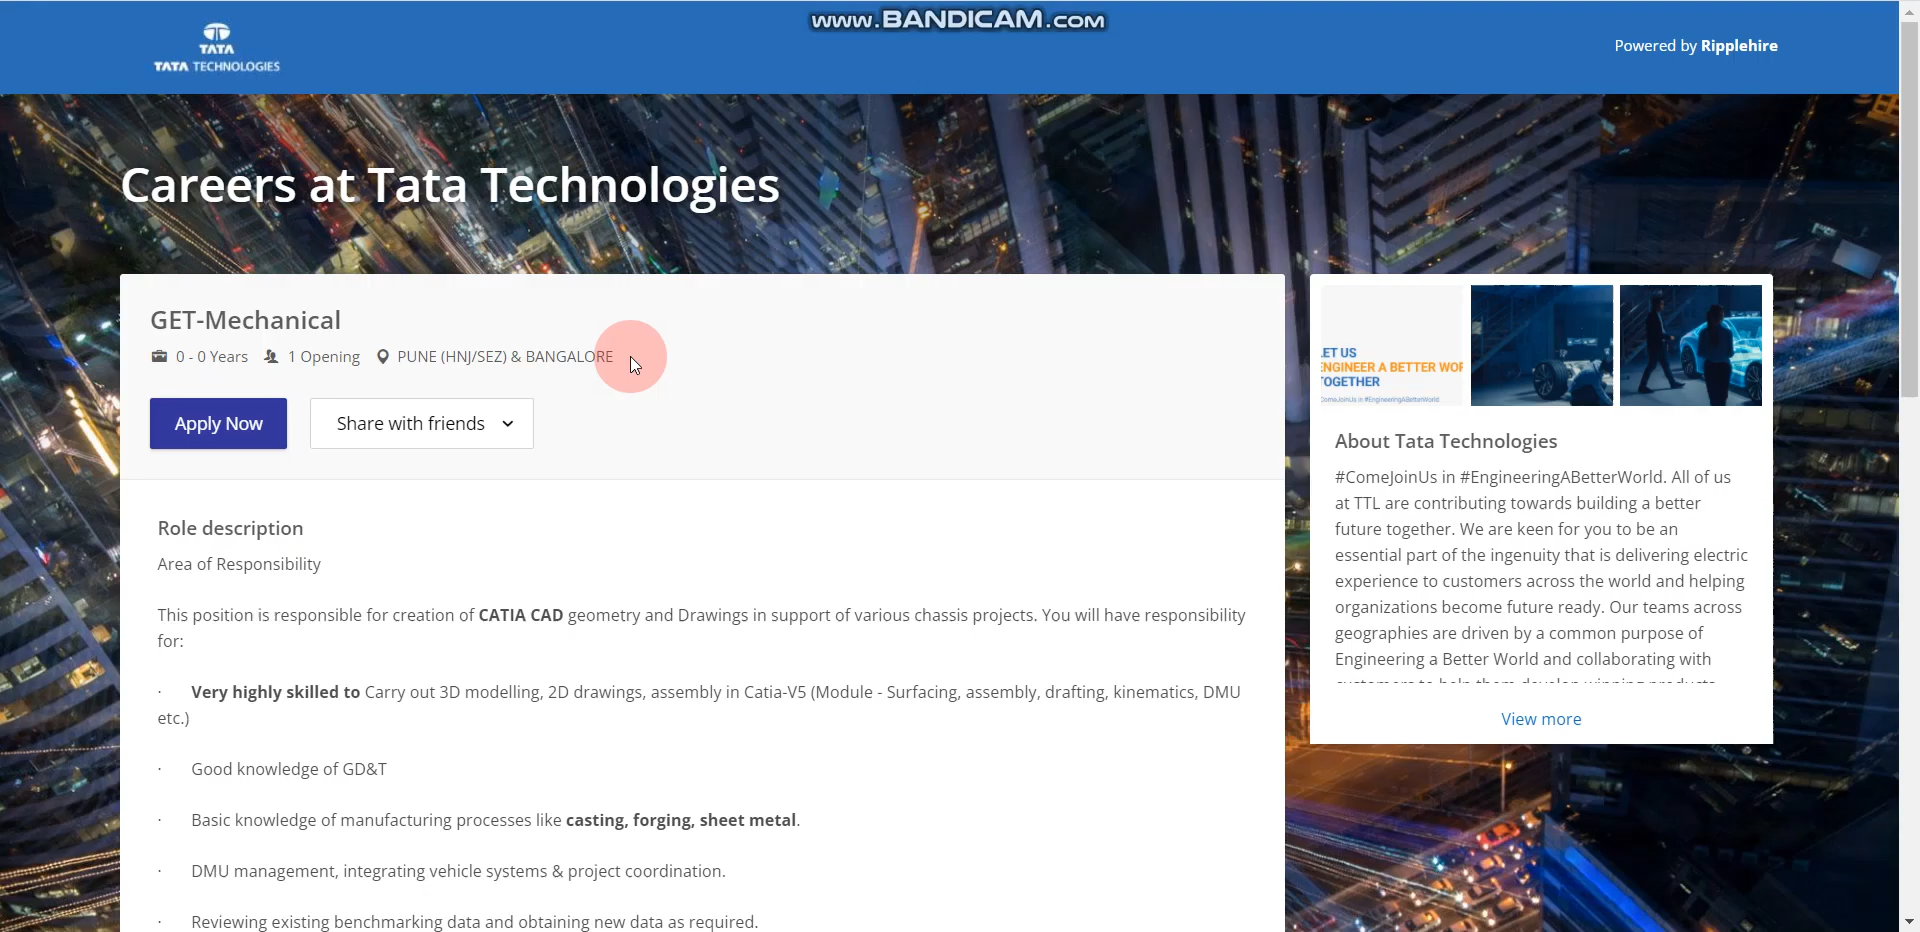 www.BANDICAM.com
TATA
TATA TECHNOLOGIES
Powered by Ripplehire
Careers at Tata Technologies
GET-Mechanical
0 - 0 Years 1 Opening PUNE (HNJ/SEZ) & BANGALORE
Apply Now
Share with friends
Role description
Area of Responsibility
This position is responsible for creation of CATIA CAD geometry and Drawings in support of various chassis projects. You will have responsibility
for:
· Very highly skilled to Carry out 3D modelling, 2D drawings, assembly in Catia-V5 (Module - Surfacing, assembly, drafting, kinematics, DMU
etc.)
· Good knowledge of GD&T
· Basic knowledge of manufacturing processes like casting, forging, sheet metal.
· DMU management, integrating vehicle systems & project coordination.
· Reviewing existing benchmarking data and obtaining new data as required.
LET US
ENGINEER A BETTER WOR
TOGETHER
ComeJoinUs in #EngineeringABetterWorld
About Tata Technologies
#ComeJoinUs in #EngineeringABetterWorld. All of us
at TTL are contributing towards building a better
future together. We are keen for you to be an
essential part of the ingenuity that is delivering electric
experience to customers across the world and helping
organizations become future ready. Our teams across
geographies are driven by a common purpose of
Engineering a Better World and collaborating with
View more